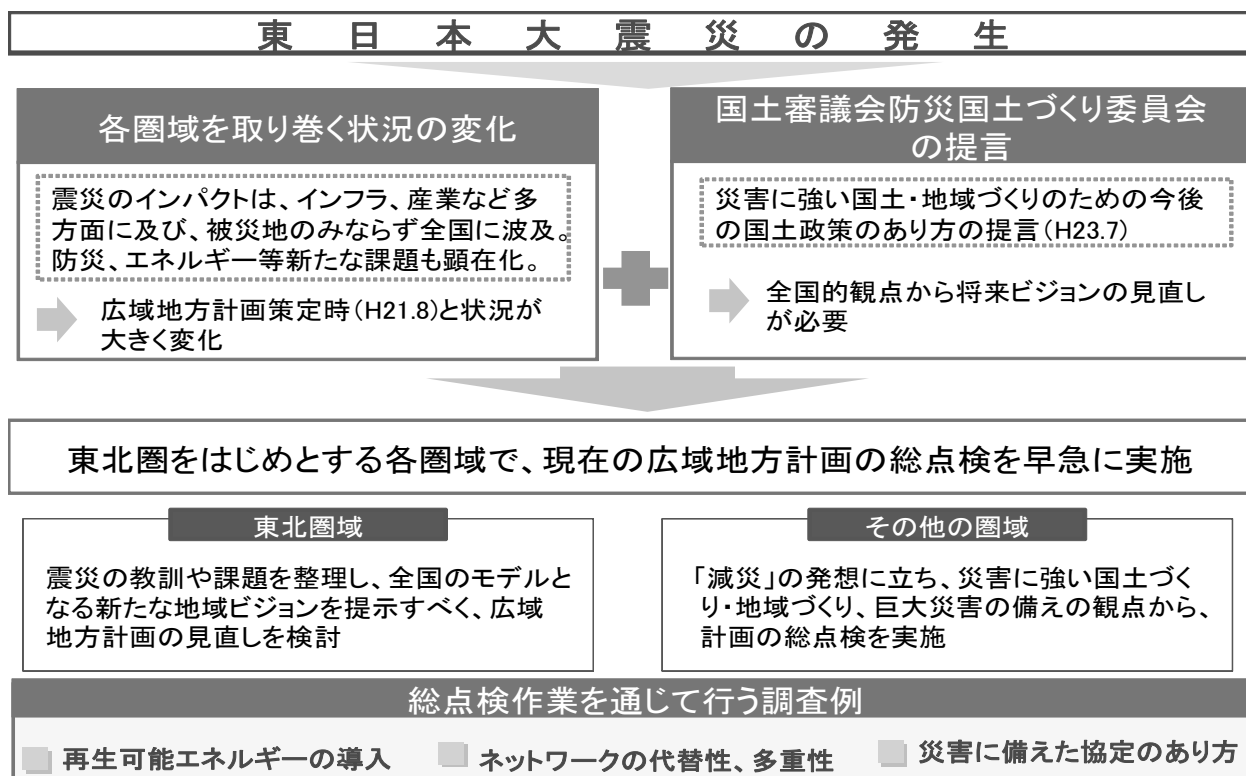 東日本大震災の発生
各圏域を取り巻く状況の変化
震災のインパクトは、インフラ、産業など多
方面に及び、被災地のみならず全国に波及。
防災、エネルギー等新たな課題も顕在化。
広域地方計画策定時（H21.8）と状況が
大きく変化
国土審議会防災国土づくり委員会
の提言
災害に強い国土・地域づくりのための今後
の国土政策のあり方の提言（H23.7）
全国的観点から将来ビジョンの見直し
が必要
東北圏をはじめとする各圏域で、現在の広域地方計画の総点検を早急に実施
東北圏域
震災の教訓や課題を整理し、全国のモデルと
なる新たな地域ビジョンを提示すべく、広域
地方計画の見直しを検討
その他の圏域
「減災」の発想に立ち、災害に強い国土づく
り・地域づくり、巨大災害の備えの観点から、
計画の総点検を実施
総点検作業を通じて行う調査例
再生可能エネルギーの導入
ネットワークの代替性、多重性
災害に備えた協定のあり方